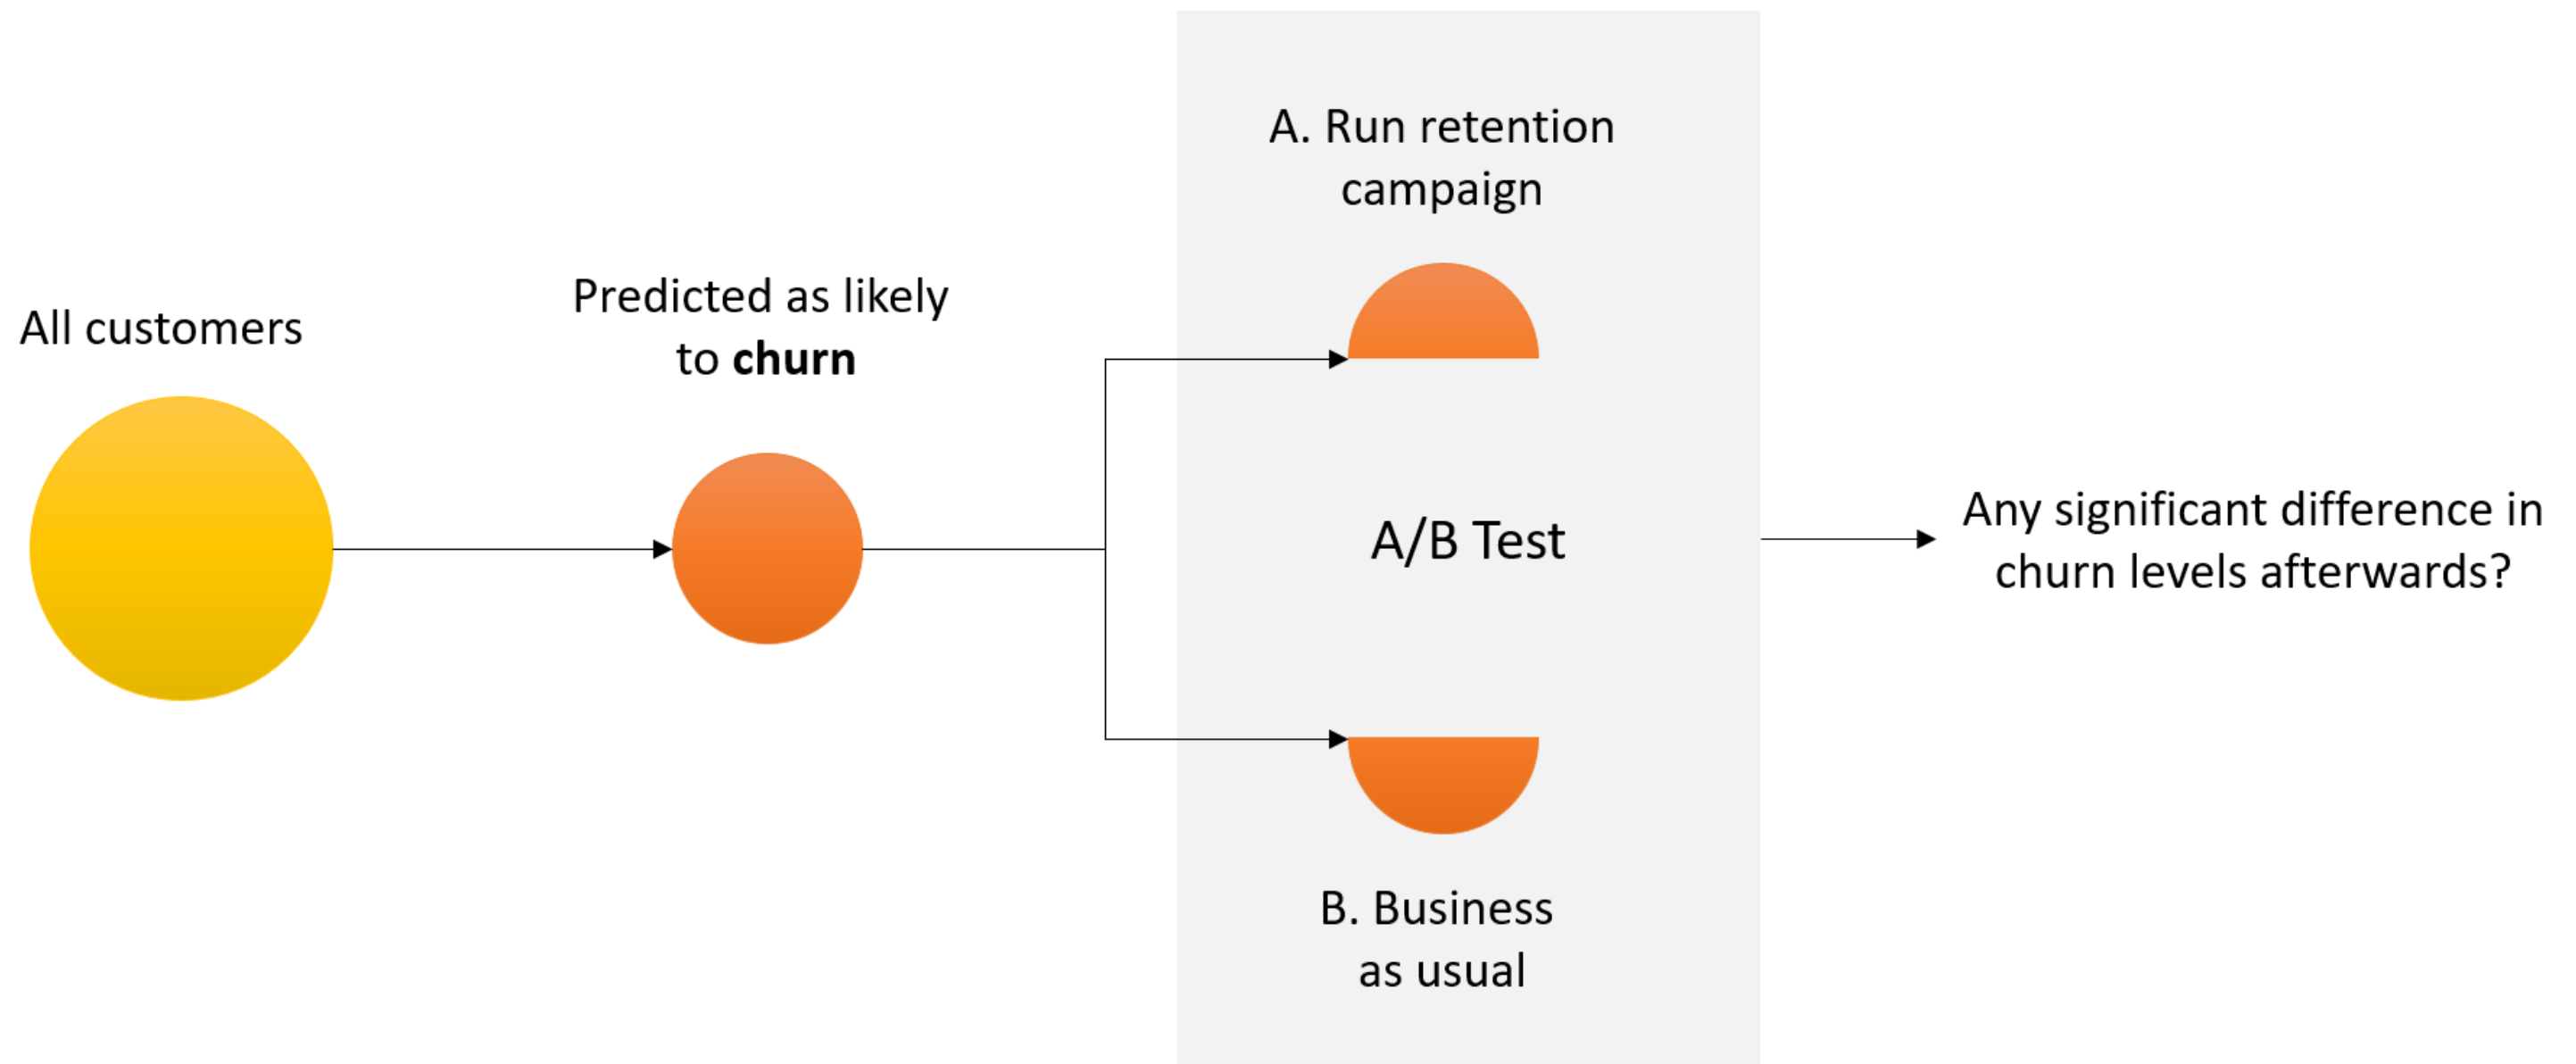 All customers
Predicted as likely
to churn
A. Run retention
campaign
A/B Test
B. Business
as usual
Any significant difference in
churn levels afterwards?